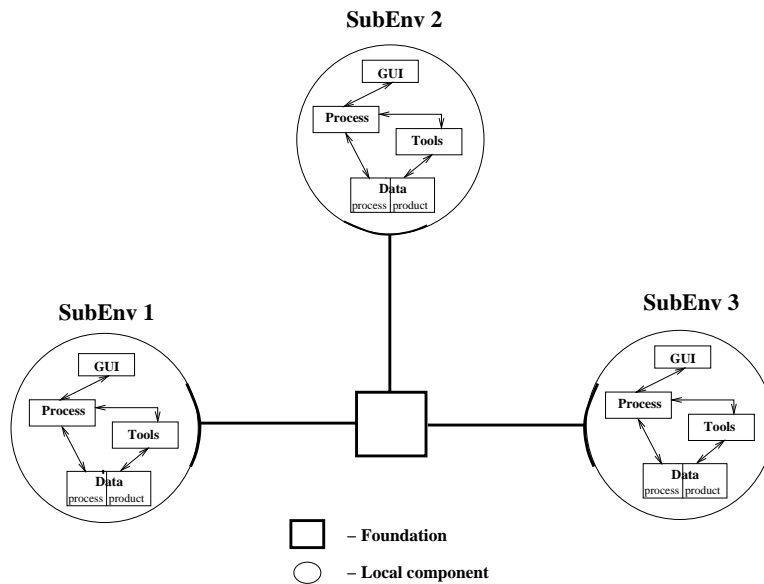 SubEnv 2
GUI
Process
Tools
Data
process product
SubEnv 1
GUI
Process
Tools
Data
process product
SubEnv 3
GUI
Process
Tools
Data
process product
– Foundation
– Local component